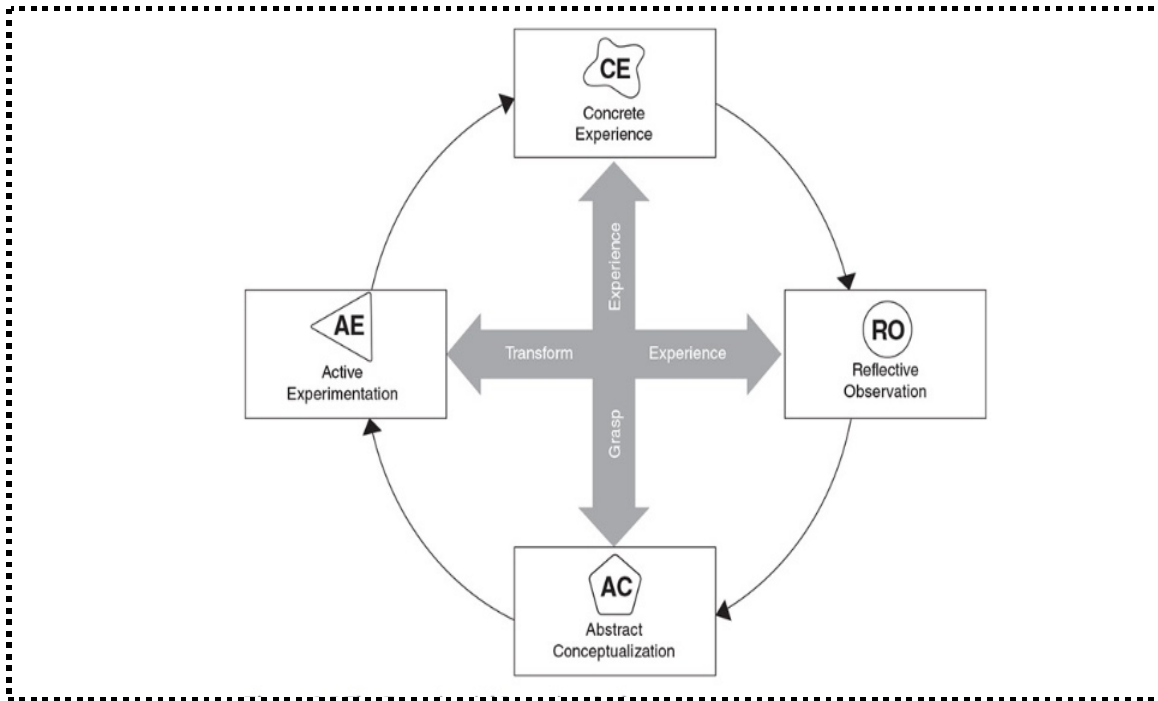 CE
Concrete
Experience
Experience
AE
Active
Experimentation
Transform
Experience
RO
Reflective
Observation
Grasp
AC
Abstract
Conceptualization